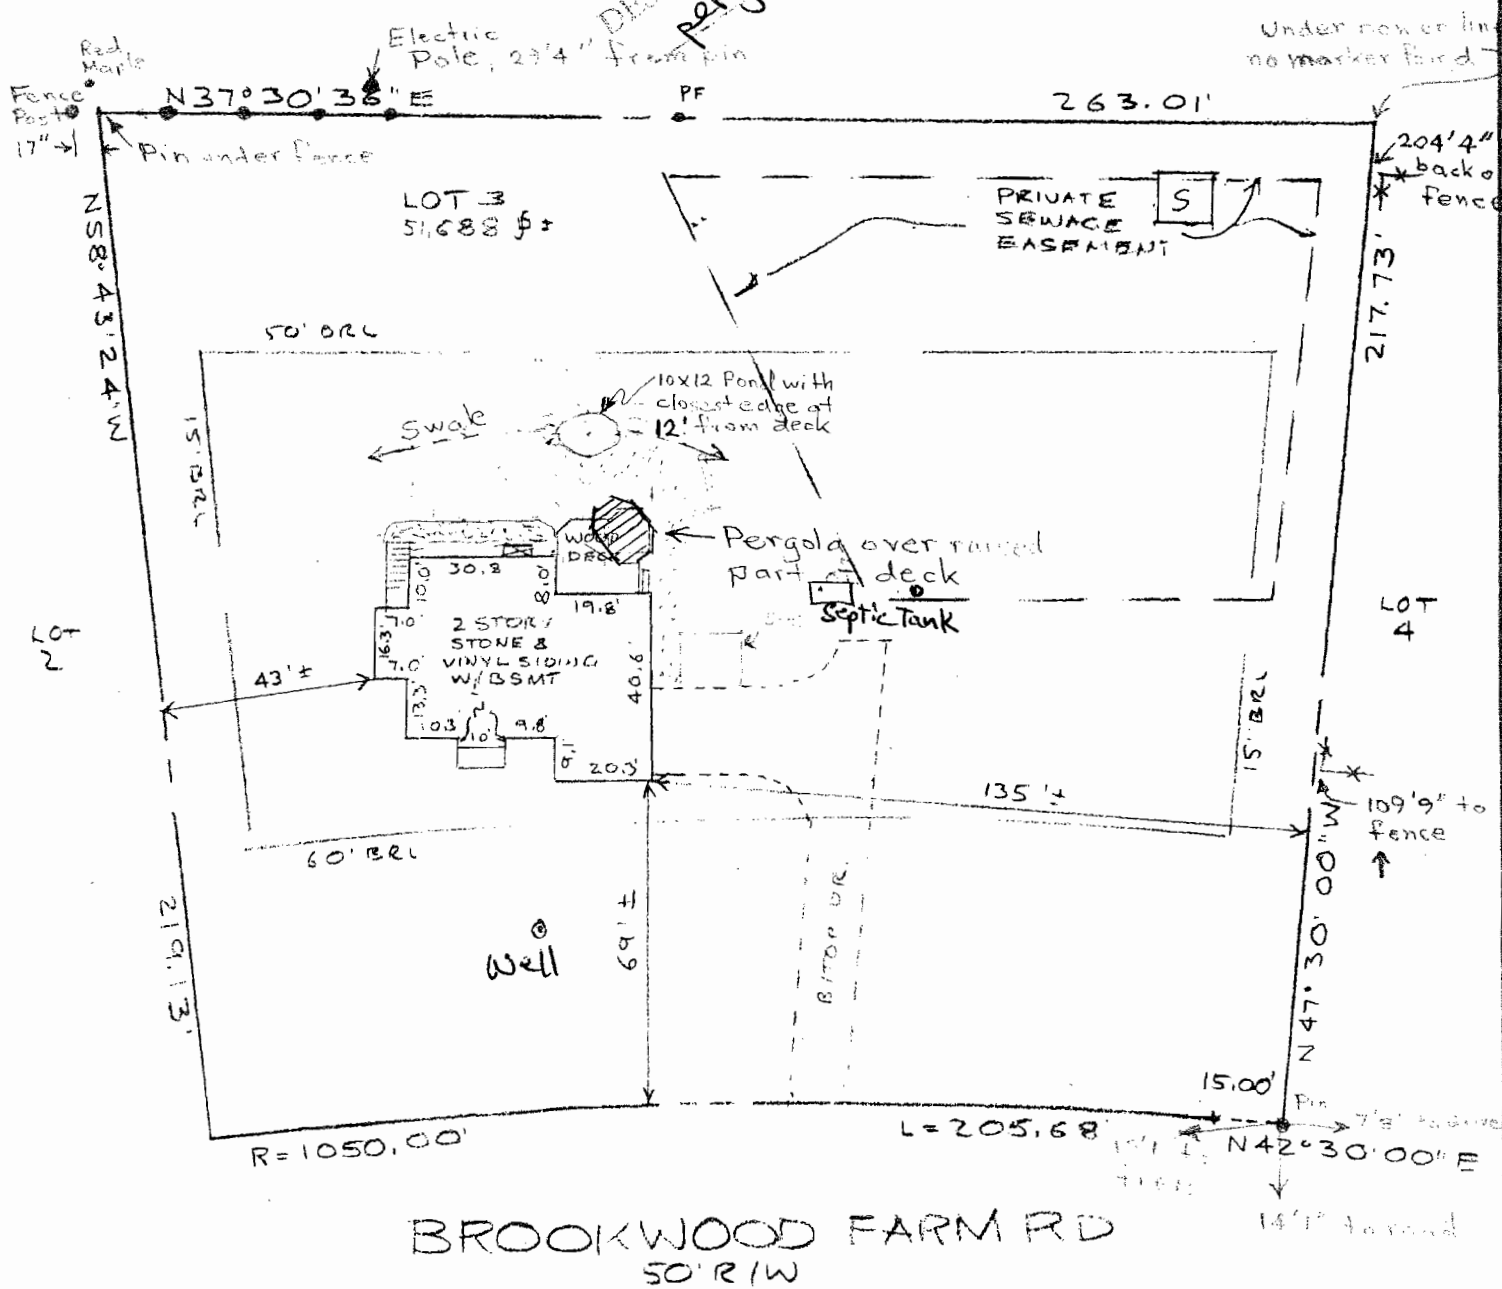 Electric
Pole, 29'4" from pin
Red
Maple
Under power line
no marker found
Fence
Post
17"
N37°30'36"E
PF
263.01'
Pin under fence
204'4"
back o
fence
LOT 3
51,688 ±
PRIVATE
SEWAGE
EASEMENT
S
N58°43'24"W
217.73'
50' BRL
10x12 Pond with
closest edge at
12' from deck
Swale
15' BRL
WOOD
DECK
Pergola over raised
part of deck
30.8
10.0'
8.0'
19.8'
Septic Tank
LOT
2
LOT
4
7.0
16.3'
7.0'
2 STORY
STONE &
VINYL SIDING
W/BSMT
40.6'
43'±
13.3'
10.3
10'
9.8'
9.1'
20.3'
15' BRL
135'±
109'9" to
fence
60' BRL
219.13'
69'±
Well
BITOP DR.
N47°30'00"W
15.00'
Pin
R=1050.00'
L=205.68'
N42°30'00"E
14'1" to road
BROOKWOOD FARM RD
50' R/W